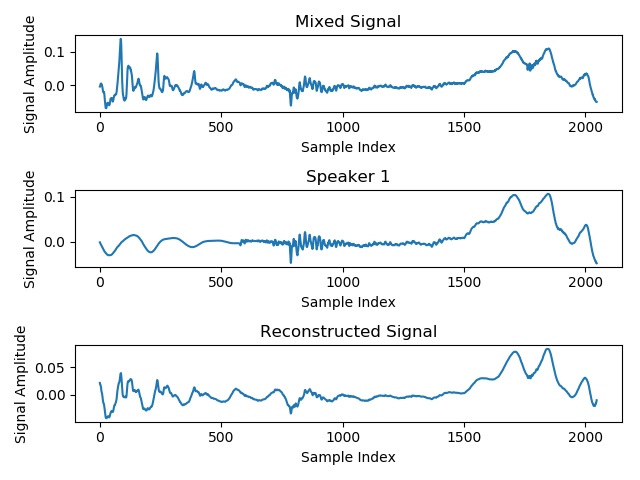 Mixed Signal
Signal Amplitude
0.1
0.0
0
500
1000
1500
2000
Sample Index
Speaker 1
Signal Amplitude
0.1
0.0
0
500
1000
1500
2000
Sample Index
Reconstructed Signal
Signal Amplitude
0.05
0.00
0
500
1000
1500
2000
Sample Index